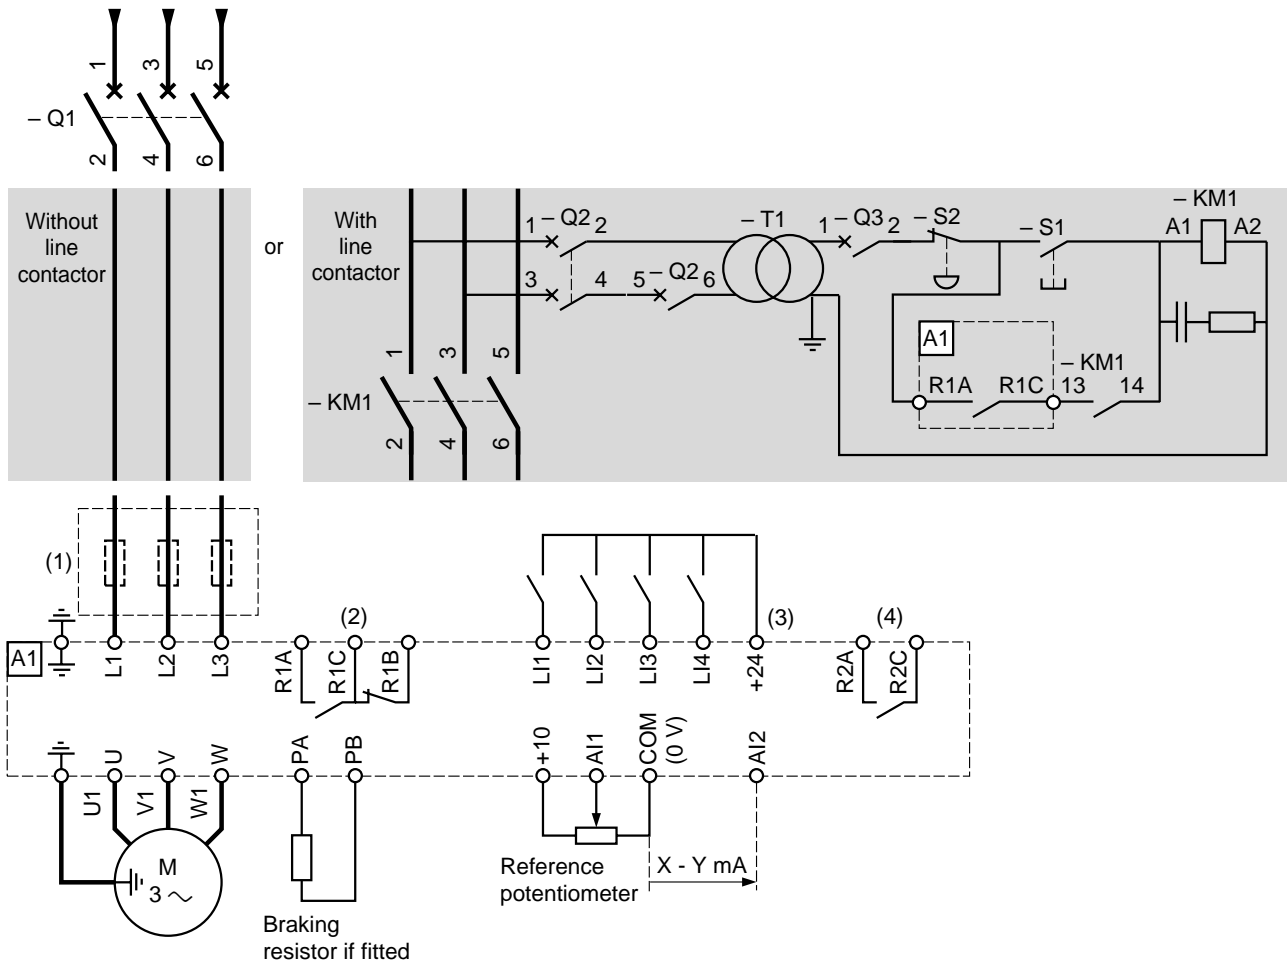 1
3
5
– Q1
2
4
6
Without
line
contactor
or
With
line
contactor
1
– Q2
2
3
4
5
– Q2
6
– T1
1
– Q3
2
– S2
– S1
– KM1
A1
A2
A1
R1A
R1C
– KM1
13
14
1
3
5
– KM1
2
4
6
(1)
(2)
(3)
(4)
A1
L1
L2
L3
R1A
R1C
R1B
LI1
LI2
LI3
LI4
+24
R2A
R2C
U
V
W
PA
PB
+10
AI1
COM
(0 V)
AI2
U1
V1
W1
M
3
Reference
potentiometer
X - Y mA
Braking
resistor if fitted